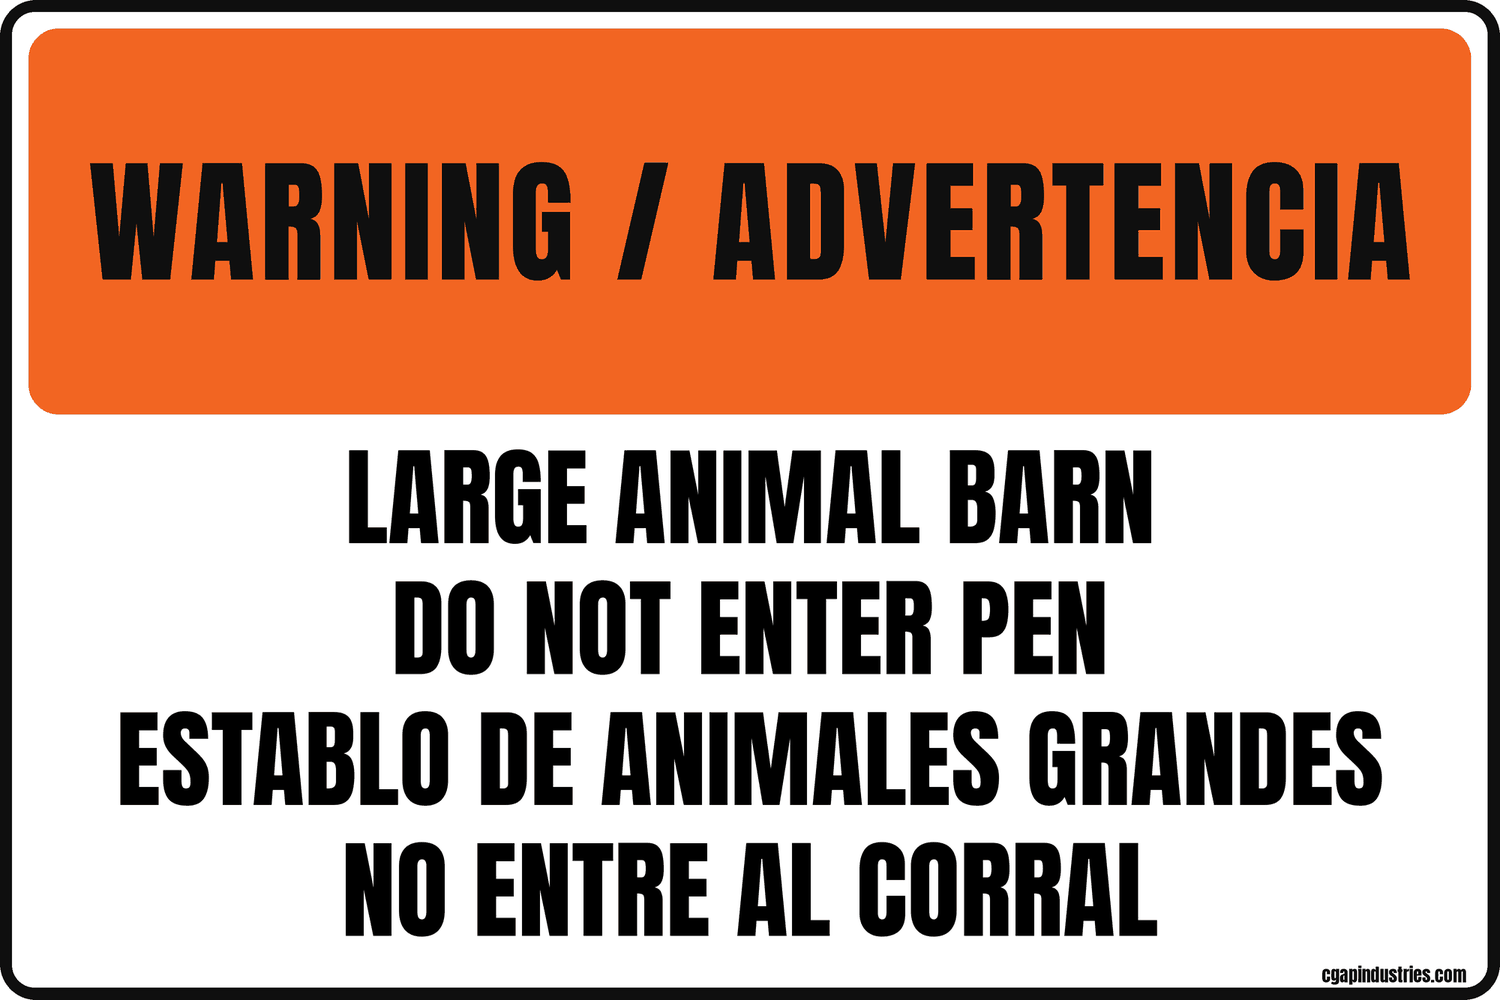 WARNING / ADVERTENCIA
LARGE ANIMAL BARN
DO NOT ENTER PEN
ESTABLO DE ANIMALES GRANDES
NO ENTRE AL CORRAL
cgapindustries.com